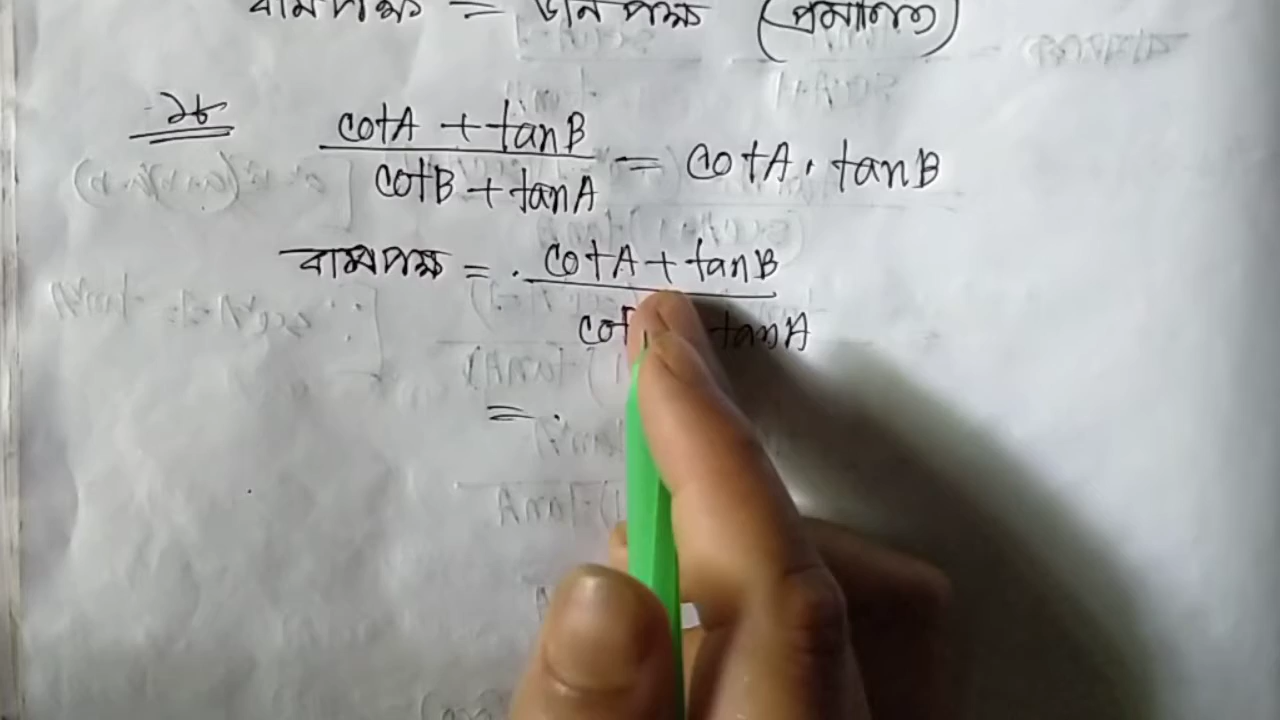 বামপক্ষ = ডানপক্ষ (প্রমাণিত)
১৮ cotA + tanB / cotB + tanA = cotA . tanB
বামপক্ষ = cotA + tanB / cot tanA
=